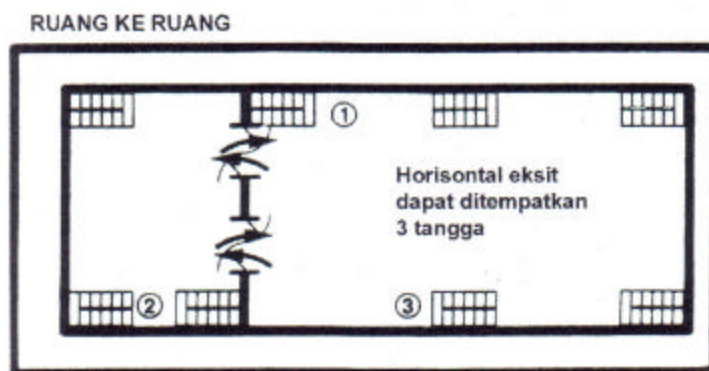 RUANG KE RUANG
1
Horisontal eksit
dapat ditempatkan
3 tangga
2
3